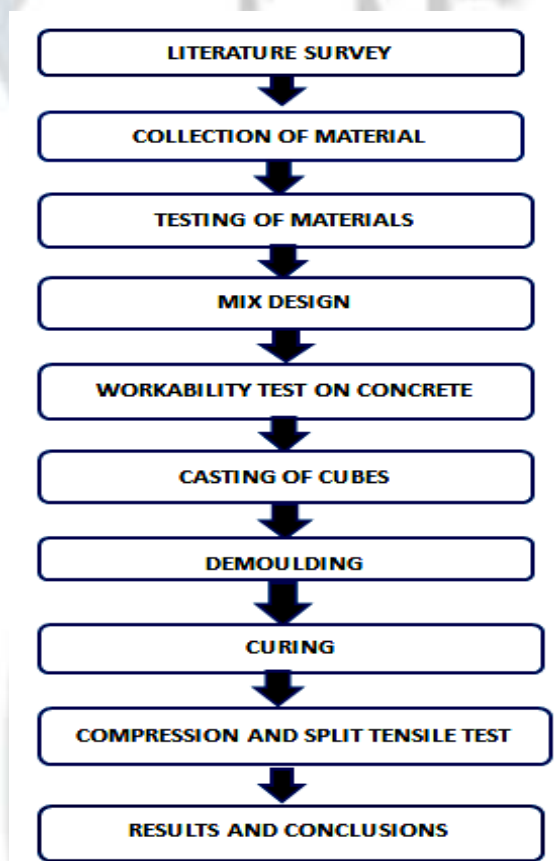 LITERATURE SURVEY
COLLECTION OF MATERIAL
TESTING OF MATERIALS
MIX DESIGN
WORKABILITY TEST ON CONCRETE
CASTING OF CUBES
DEMOULDING
CURING
COMPRESSION AND SPLIT TENSILE TEST
RESULTS AND CONCLUSIONS